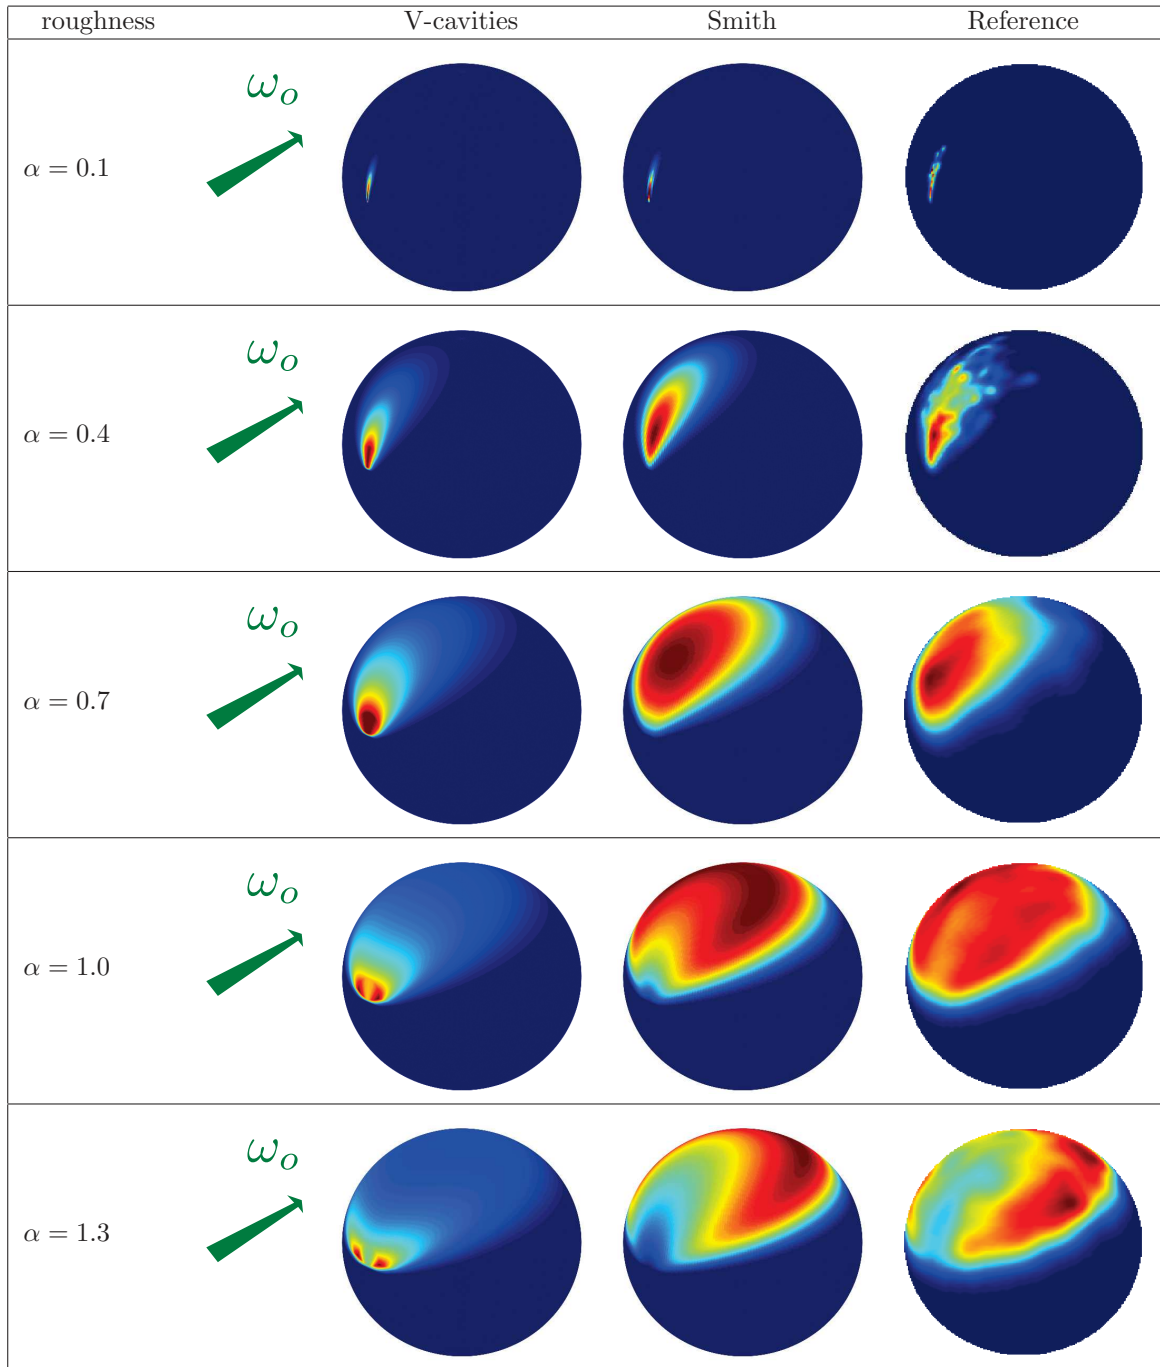 roughness V-cavities Smith Reference
ωₒ
α = 0.1
ωₒ
α = 0.4
ωₒ
α = 0.7
ωₒ
α = 1.0
ωₒ
α = 1.3